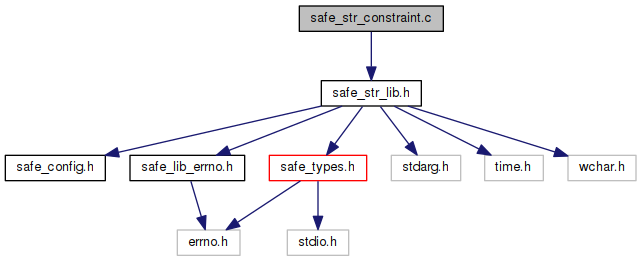 safe_str_constraint.c
safe_str_lib.h
safe_config.h
safe_lib_errno.h
safe_types.h
stdarg.h
time.h
wchar.h
errno.h
stdio.h